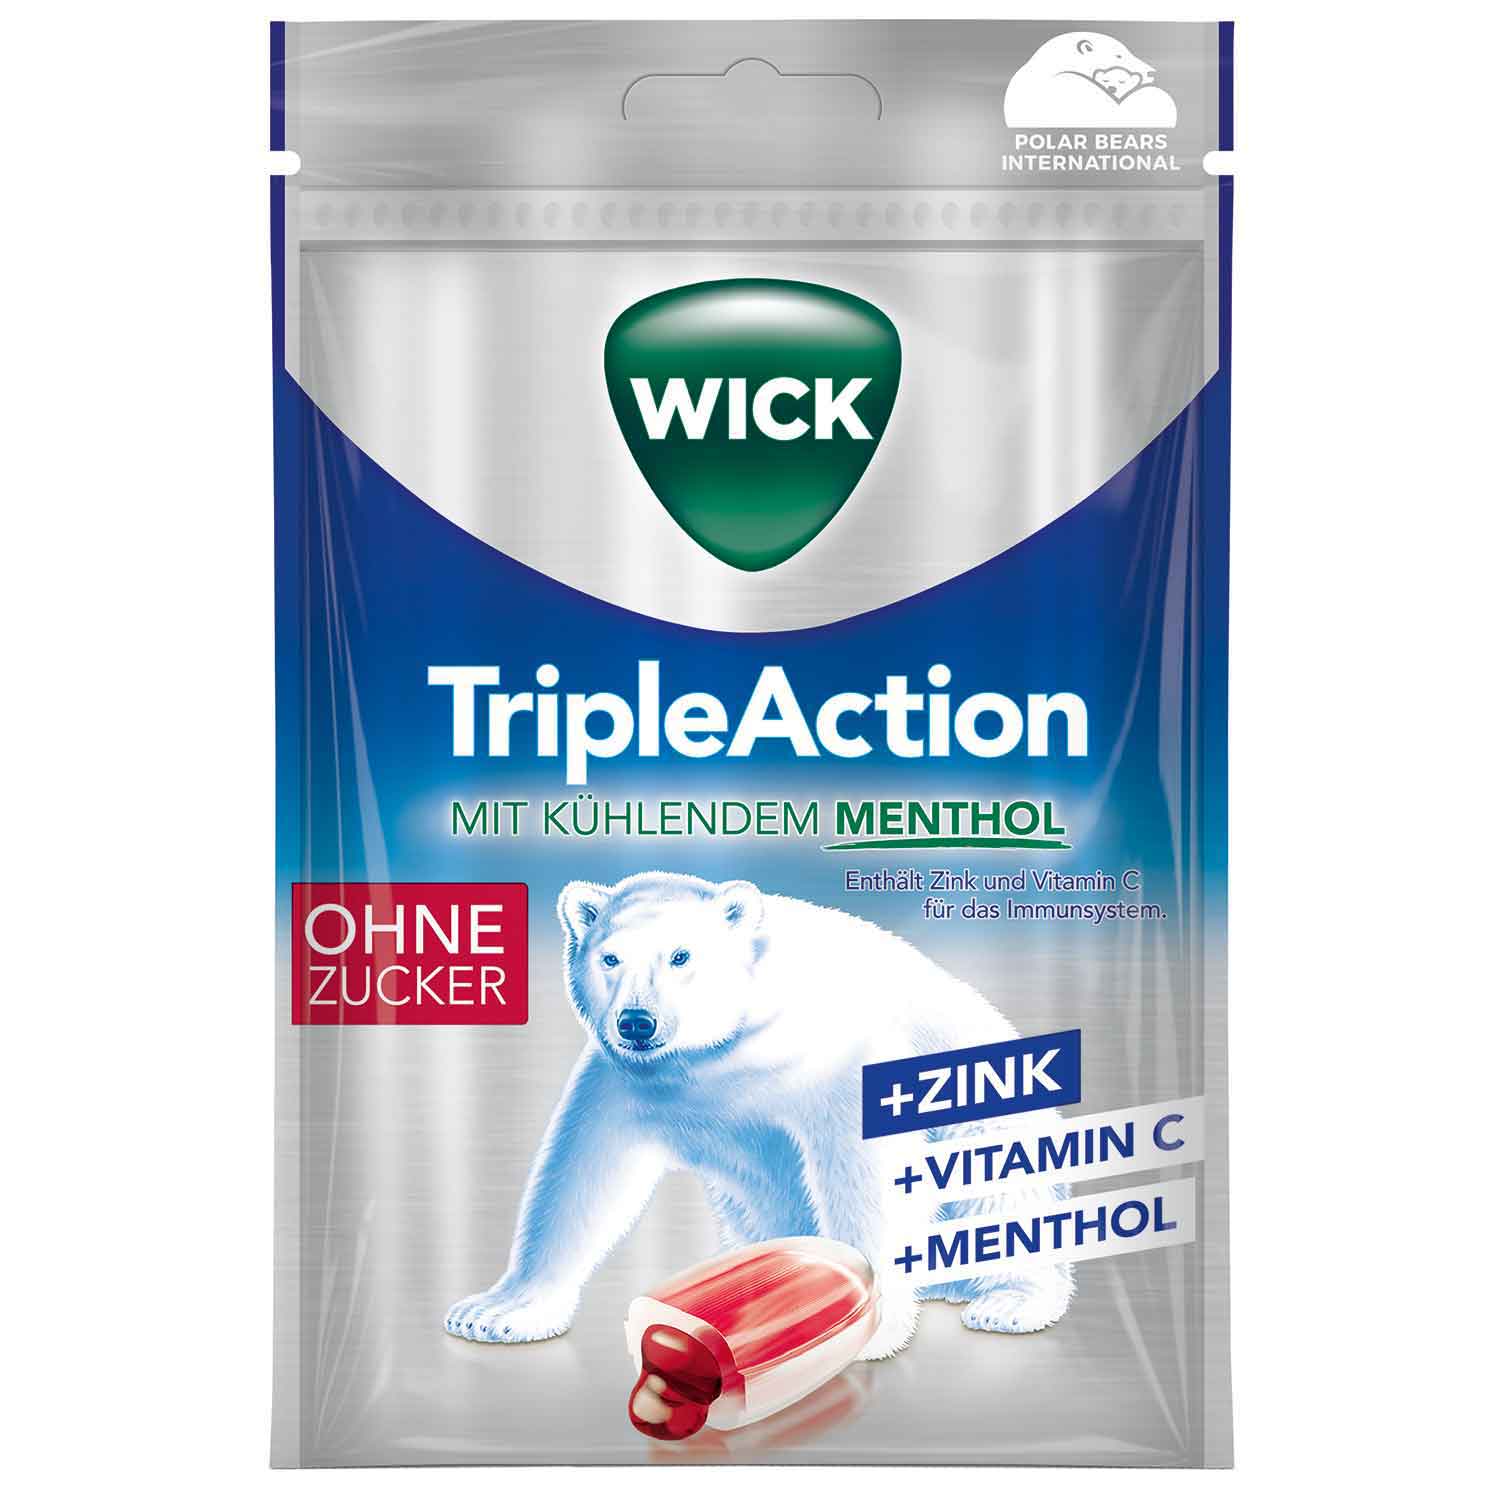 POLAR BEARS
INTERNATIONAL
WICK
TripleAction
MIT KÜHLENDEM MENTHOL
Enthält Zink und Vitamin C
für das Immunsystem.
OHNE
ZUCKER
+ZINK
+VITAMIN C
+MENTHOL